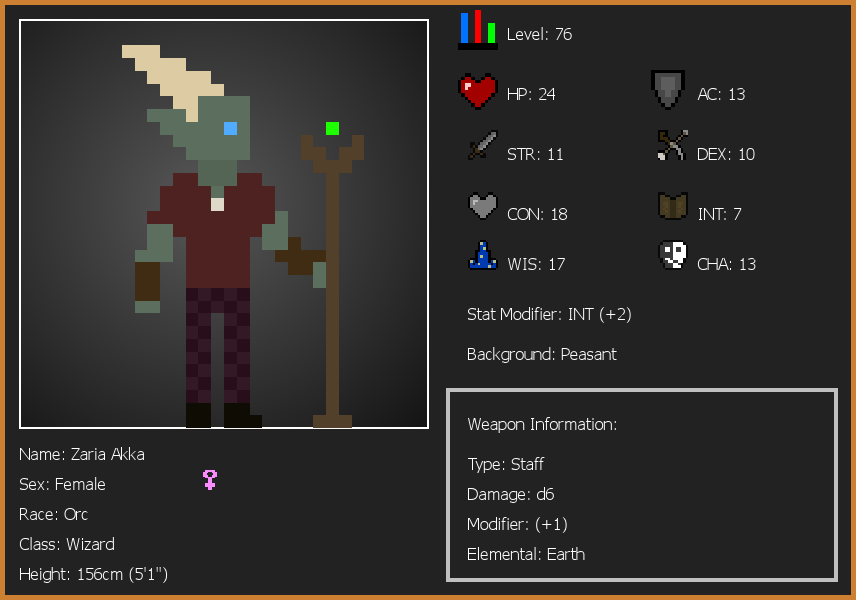 Level: 76
HP: 24
AC: 13
STR: 11
DEX: 10
CON: 18
INT: 7
WIS: 17
CHA: 13
Stat Modifier: INT (+2)
Background: Peasant
Weapon Information:
Type: Staff
Damage: d6
Modifier: (+1)
Elemental: Earth
Name: Zaria Akka
Sex: Female
Race: Orc
Class: Wizard
Height: 156cm (5'1")